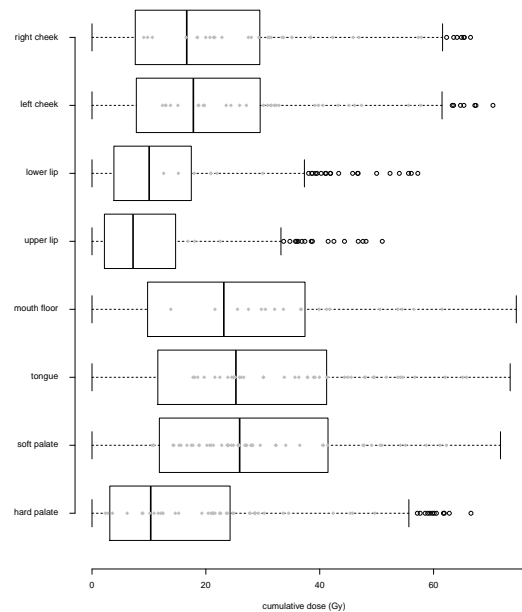 right cheek
left cheek
lower lip
upper lip
mouth floor
tongue
soft palate
hard palate
0 20 40 60
cumulative dose (Gy)